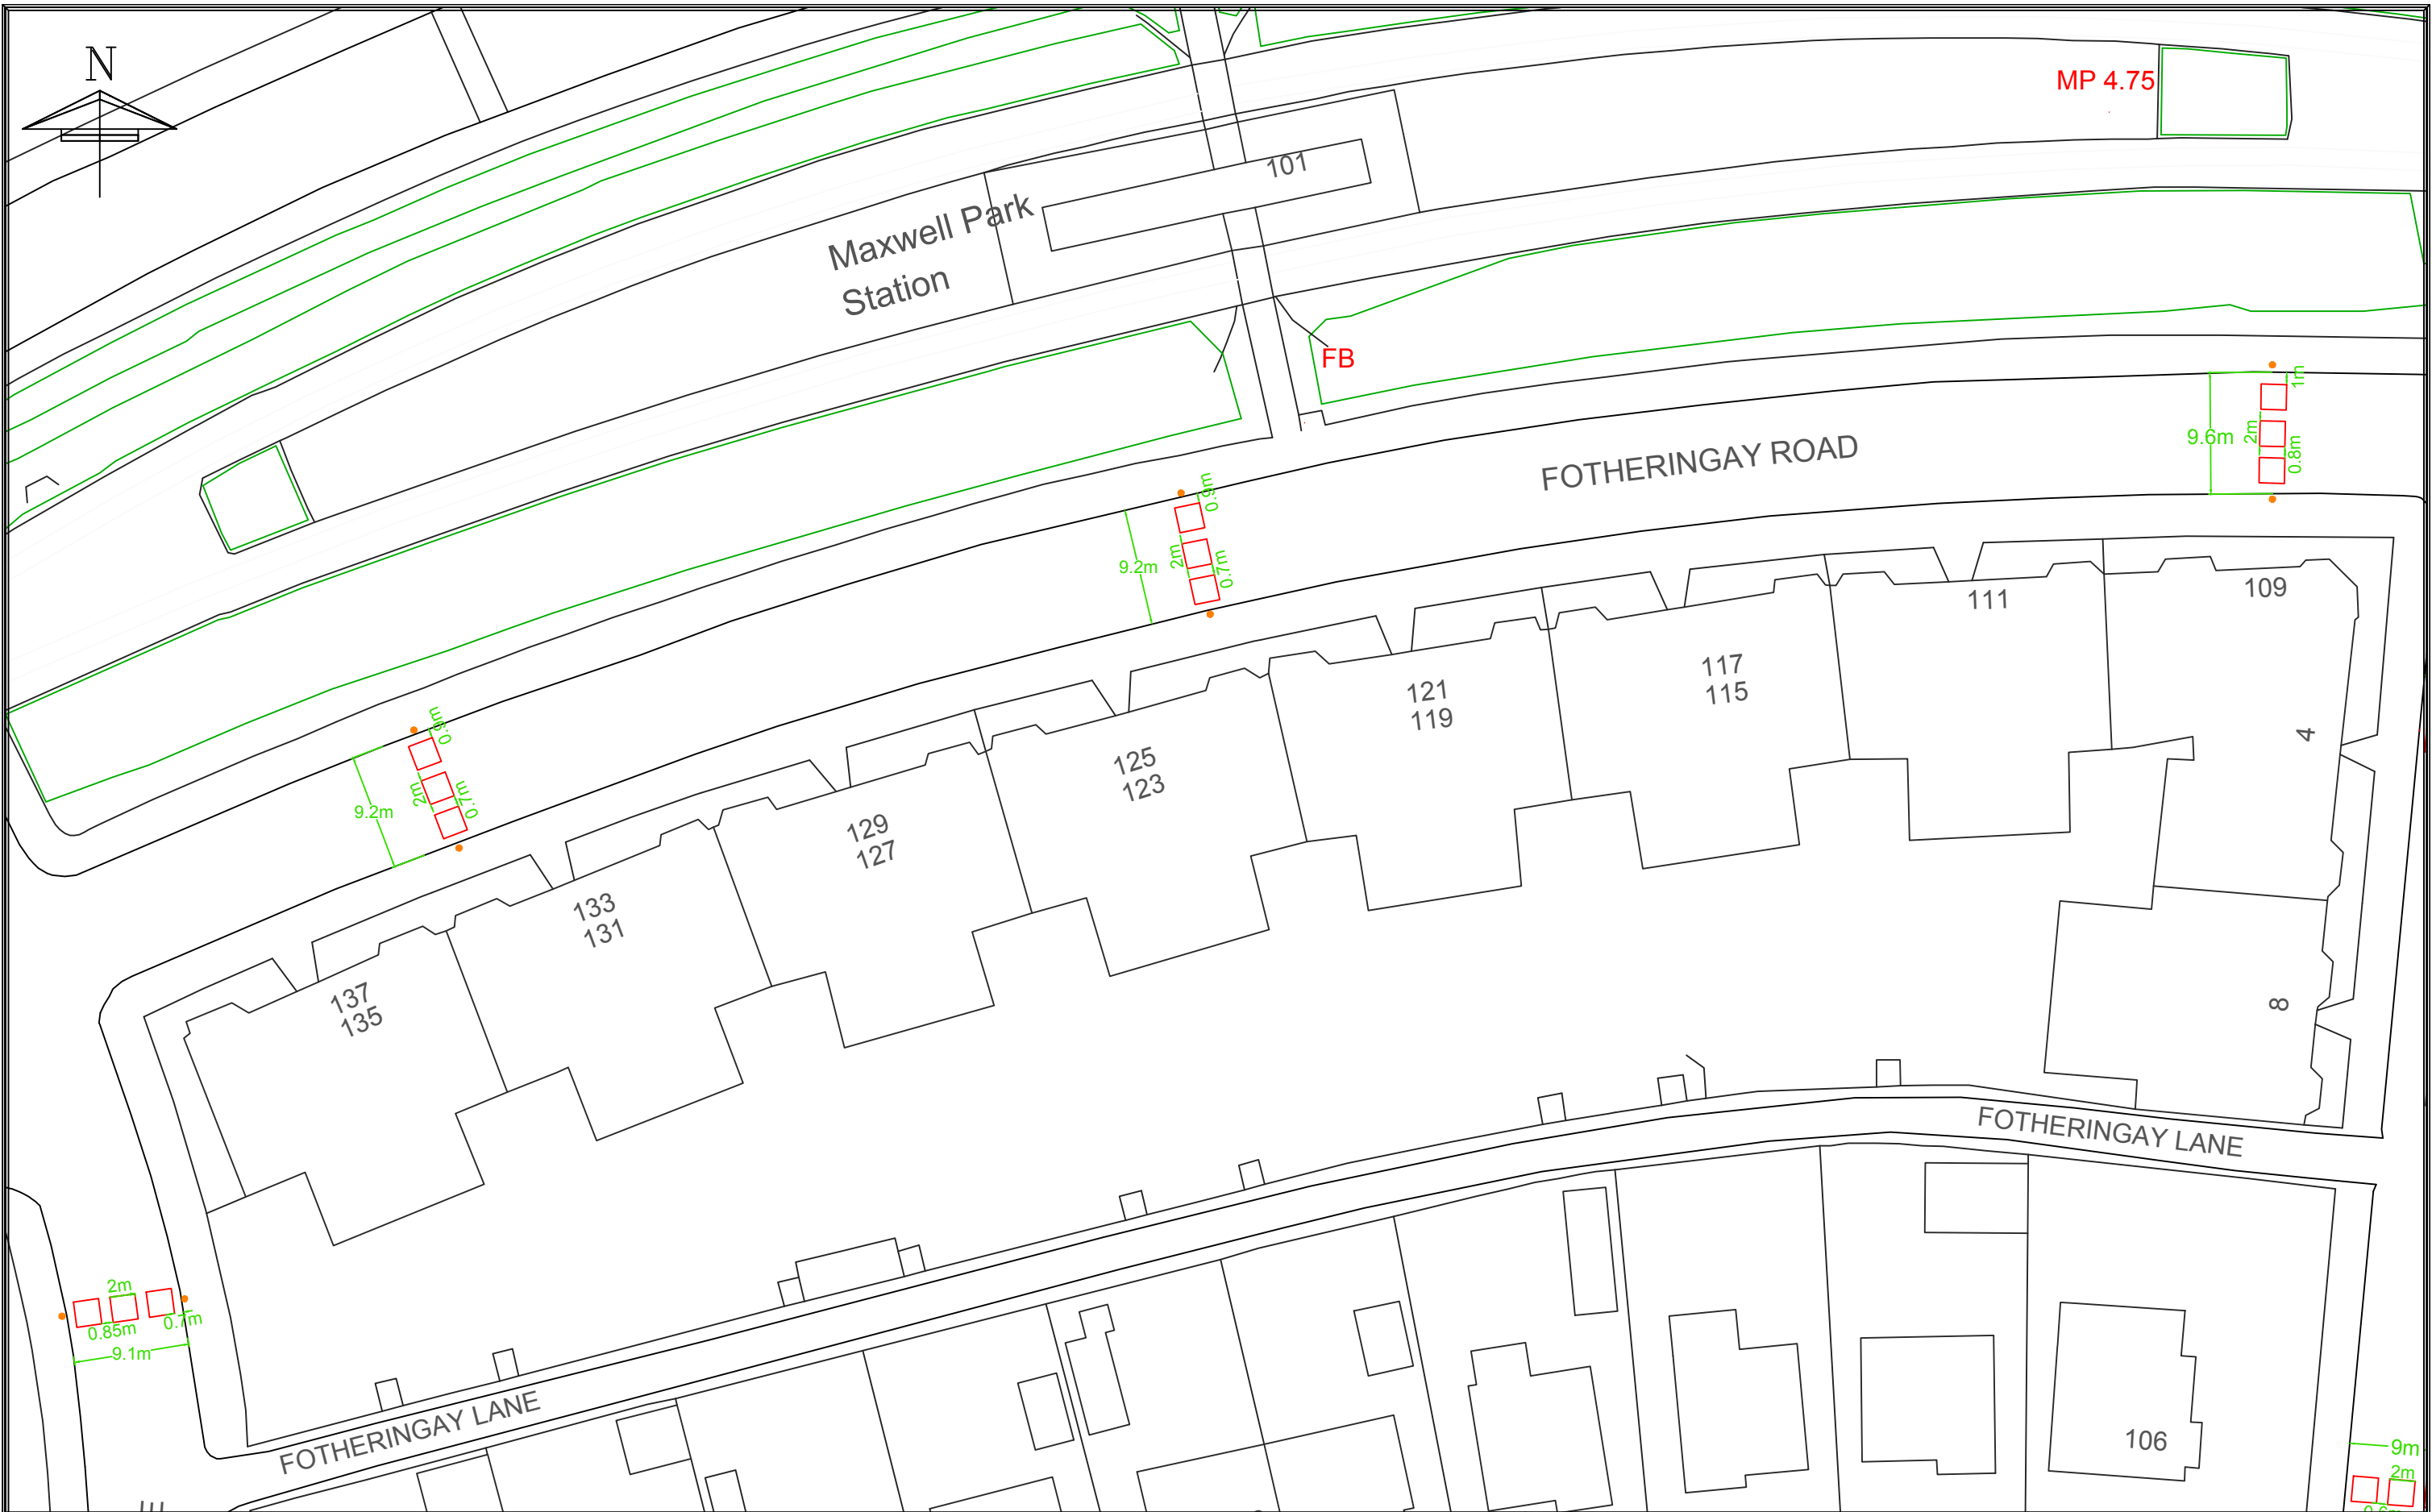 N
MP 4.75
101
Maxwell Park
Station
FB
FOTHERINGAY ROAD
1m
9.6m
2m
0.8m
0.9m
9.2m
2m
0.7m
111
109
117
115
121
119
4
125
123
0.9m
9.2m
2m
0.7m
129
127
133
131
137
135
8
FOTHERINGAY LANE
2m
0.85m
0.7m
9.1m
FOTHERINGAY LANE
106
9m
2m